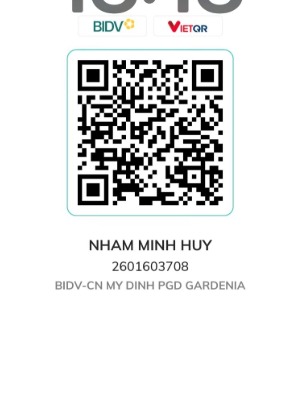 BIDV VIETQR
NHAM MINH HUY
2601603708
BIDV-CN MY DINH PGD GARDENIA